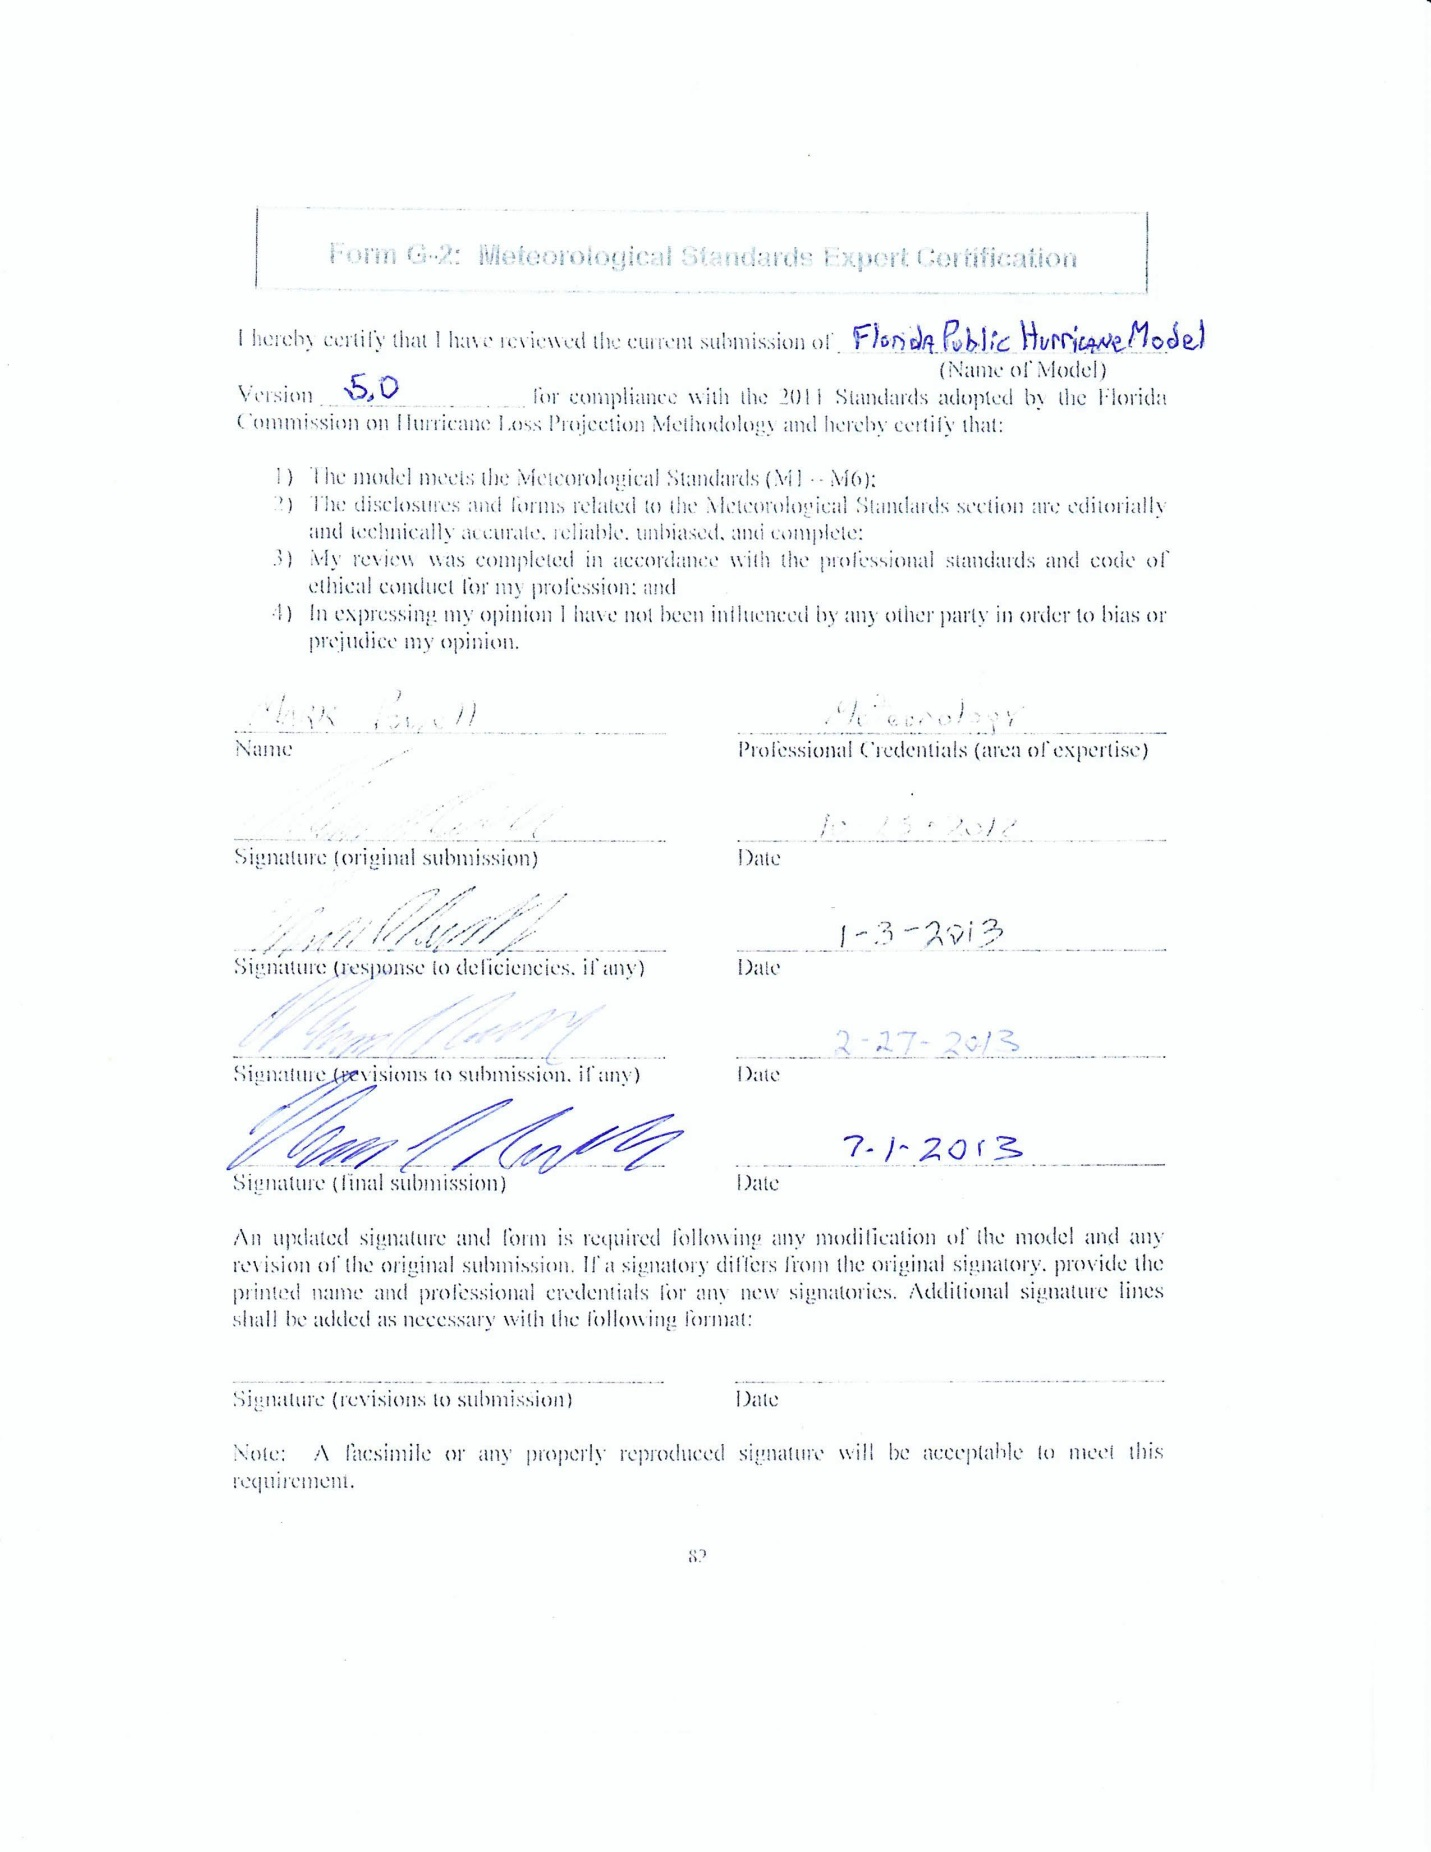 Form G-2: Meteorological Standards Expert Certification
I hereby certify that I have reviewed the current submission of Florida Public Hurricane Model
(Name of Model)
Version 5.0 for compliance with the 2011 Standards adopted by the Florida
Commission on Hurricane Loss Projection Methodology and hereby certify that:
1) The model meets the Meteorological Standards (M1 – M6);
2) The disclosures and forms related to the Meteorological Standards section are editorially
and technically accurate, reliable, unbiased, and complete;
3) My review was completed in accordance with the professional standards and code of
ethical conduct for my profession; and
4) In expressing my opinion I have not been influenced by any other party in order to bias or
prejudice my opinion.
Mark Powell Meteorology
Name Professional Credentials (area of expertise)
10-15-2012
Signature (original submission) Date
1-3-2013
Signature (response to deficiencies, if any) Date
2-27-2013
Signature (revisions to submission, if any) Date
7-1-2013
Signature (final submission) Date
An updated signature and form is required following any modification of the model and any
revision of the original submission. If a signatory differs from the original signatory, provide the
printed name and professional credentials for any new signatories. Additional signature lines
shall be added as necessary with the following format:
Signature (revisions to submission) Date
Note: A facsimile or any properly reproduced signature will be acceptable to meet this
requirement.
82